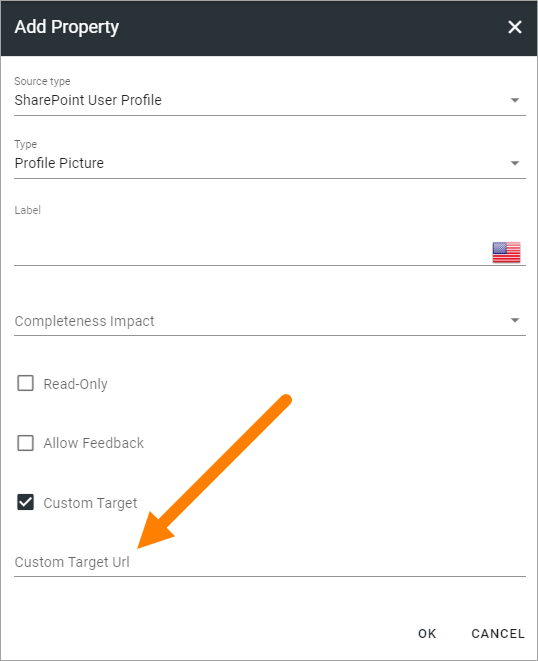 Add Property
Source type
SharePoint User Profile
Type
Profile Picture
Label
Completeness Impact
Read-Only
Allow Feedback
Custom Target
Custom Target Url
OK CANCEL